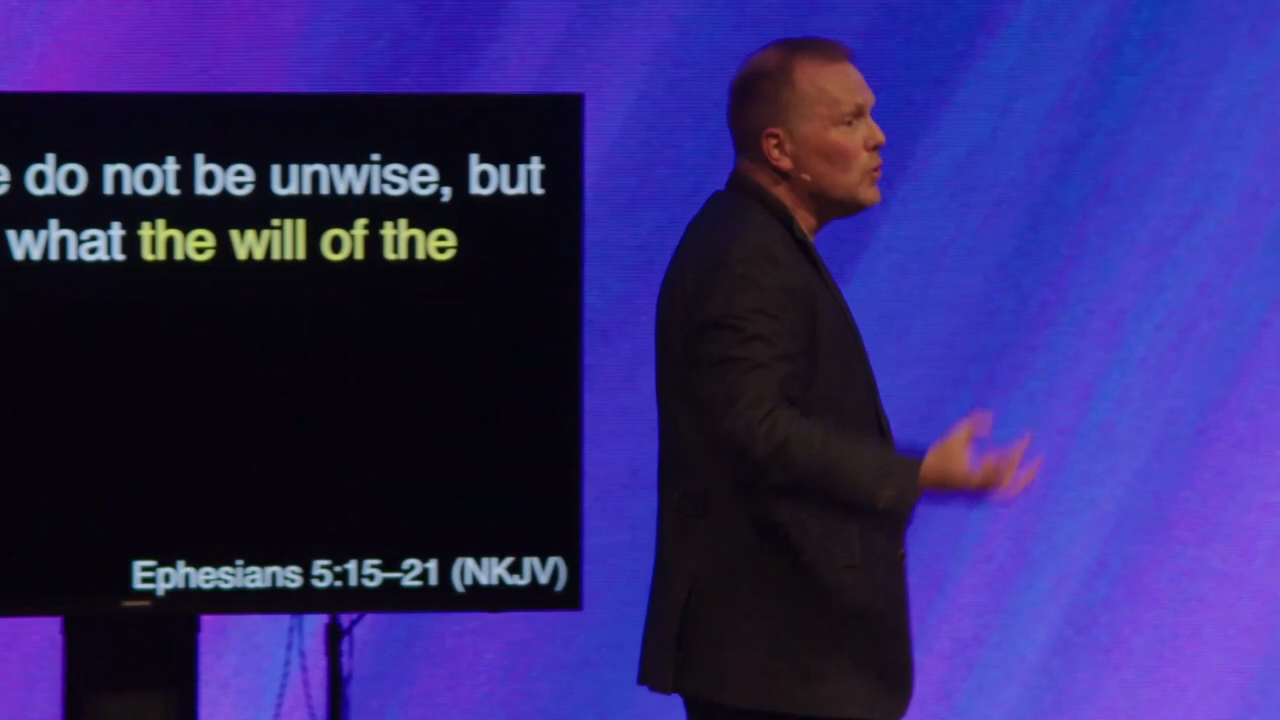 do not be unwise, but
what the will of the
Ephesians 5:15–21 (NKJV)